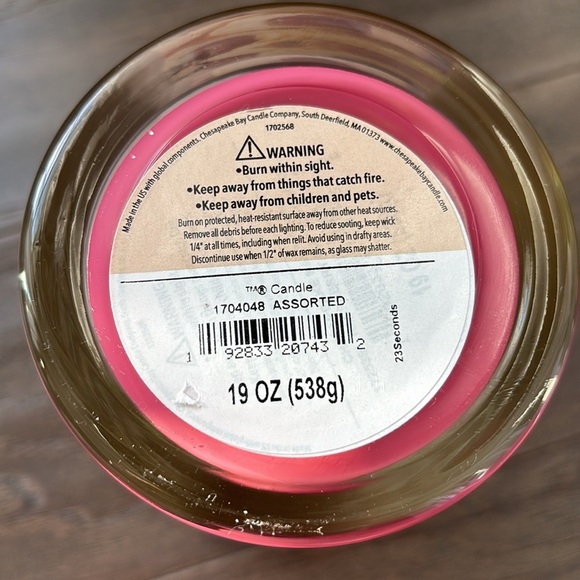 Made in the US with global components. Chesapeake Bay Candle Company, South Deerfield, MA 01373 www.chesapeakebaycandle.com
1702568
⚠WARNING
•Burn within sight.
•Keep away from things that catch fire.
•Keep away from children and pets.
Burn on protected, heat-resistant surface away from other heat sources.
Remove all debris before each lighting. To reduce sooting, keep wick
1/4" at all times, including when relit. Avoid using in drafty areas.
Discontinue use when 1/2" of wax remains, as glass may shatter.
™® Candle
1704048 ASSORTED
1 92833 20743 2
23Seconds
19 OZ (538g)